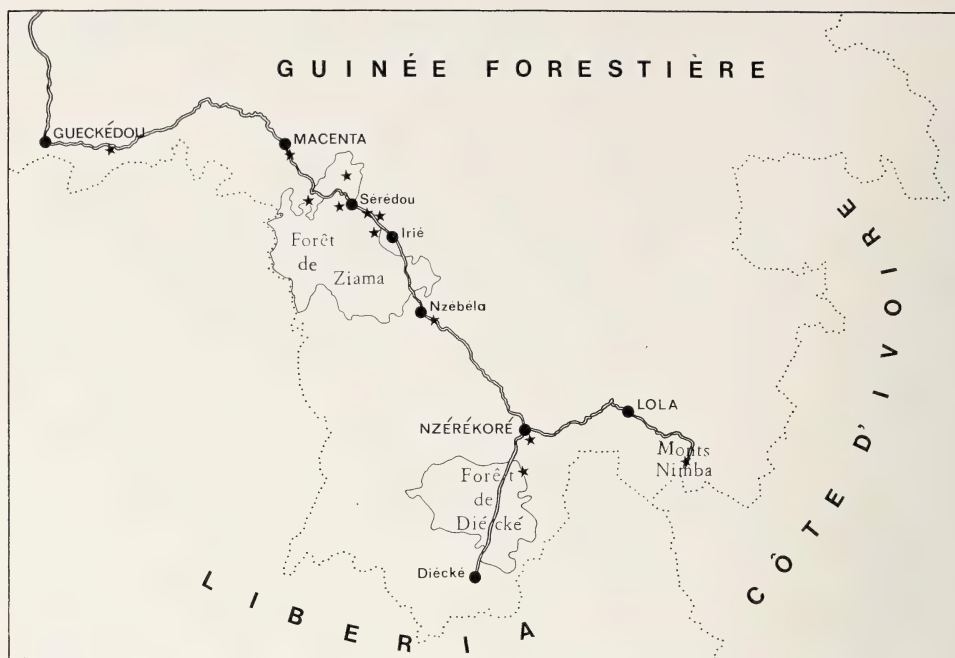 GUINÉE FORESTIÈRE
GUECKÉDOU
MACENTA
Sérédou
Irié
Forêt
de
Ziama
Nzébéla
NZÉRÉKORÉ
LOLA
Monts
Nimba
Forêt
de
Diécké
Diécké
LIBERIA
CÔTE D'IVOIRE